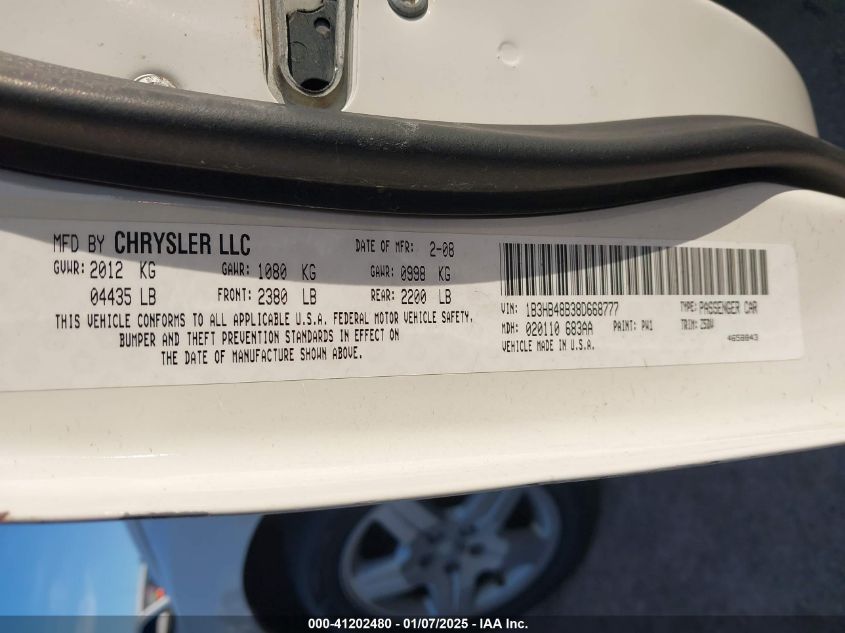 MFD BY CHRYSLER LLC DATE OF MFR: 2-08
GVWR: 2012 KG GAWR: 1080 KG GAWR: 0998 KG
04435 LB FRONT: 2380 LB REAR: 2200 LB
THIS VEHICLE CONFORMS TO ALL APPLICABLE U.S.A. FEDERAL MOTOR VEHICLE SAFETY,
BUMPER AND THEFT PREVENTION STANDARDS IN EFFECT ON
THE DATE OF MANUFACTURE SHOWN ABOVE.
VIN: 1B3HB48B38D668777 TYPE: PASSENGER CAR
MDH: 020110 683AA PAINT: PW1 TRIM:
VEHICLE MADE IN U.S.A. 4658843
000-41202480 - 01/07/2025 - IAA Inc.